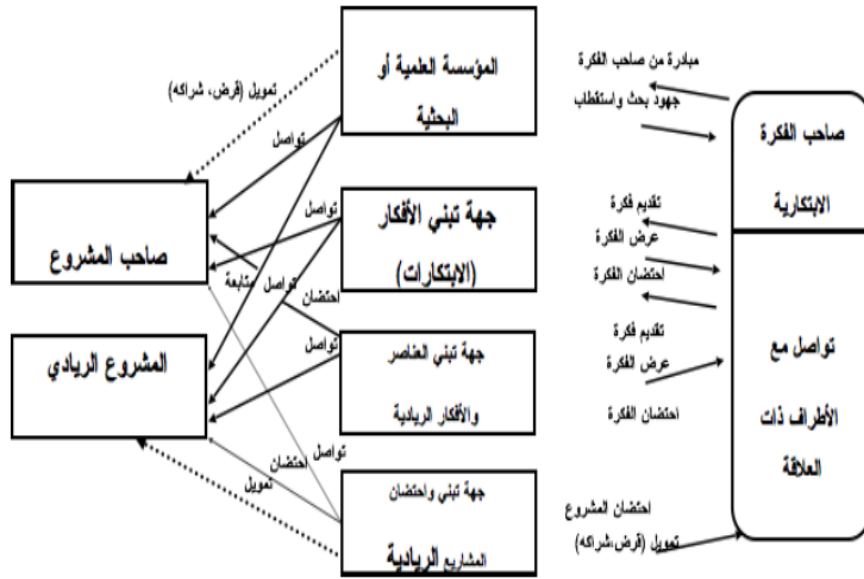 مبادرة من صاحب الفكرة
جهود بحث واستقطاب
صاحب الفكرة
الابتكارية
تقديم فكرة
عرض الفكرة
احتضان الفكرة
تواصل مع
الأطراف ذات
العلاقة
تقديم فكرة
عرض الفكرة
احتضان الفكرة
احتضان المشروع
تمويل (قرض،شراكه)
المؤسسة العلمية أو
البحثية
جهة تبني الأفكار
(الابتكارات)
جهة تبني العناصر
والأفكار الريادية
جهة تبني واحتضان
المشاريع الريادية
تمويل (قرض، شراكه)
تواصل
تواصل
تواصل
متابعة
احتضان
تواصل
تواصل
احتضان
تمويل
صاحب المشروع
المشروع الريادي